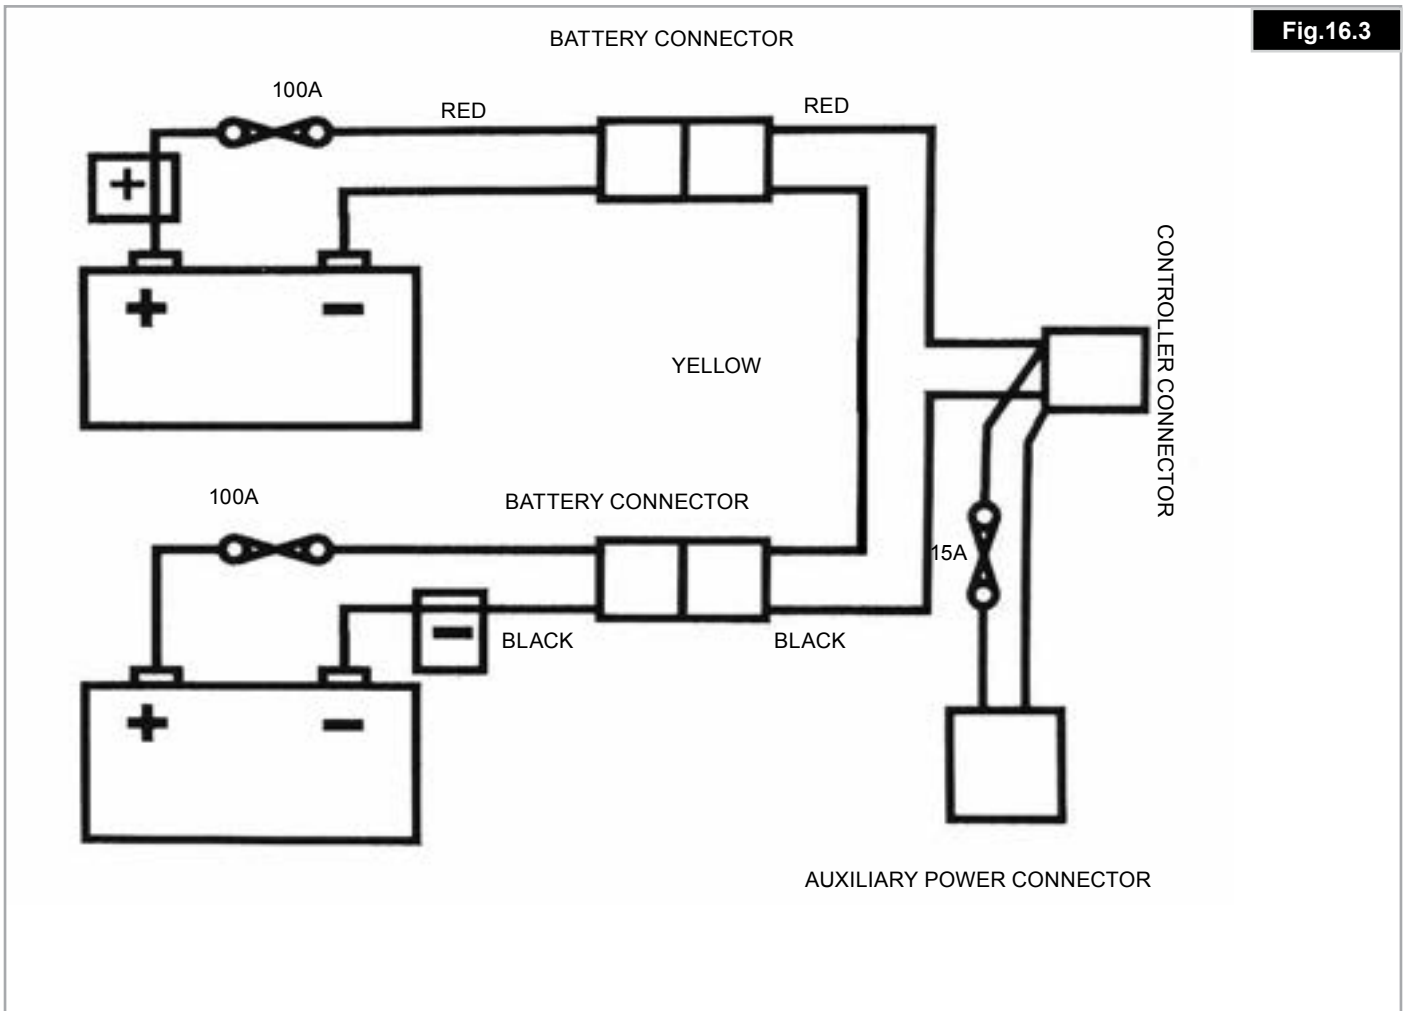 Fig.16.3
BATTERY CONNECTOR
100A
RED
RED
+
+
-
YELLOW
CONTROLLER CONNECTOR
100A
BATTERY CONNECTOR
15A
-
BLACK
BLACK
+
-
AUXILIARY POWER CONNECTOR